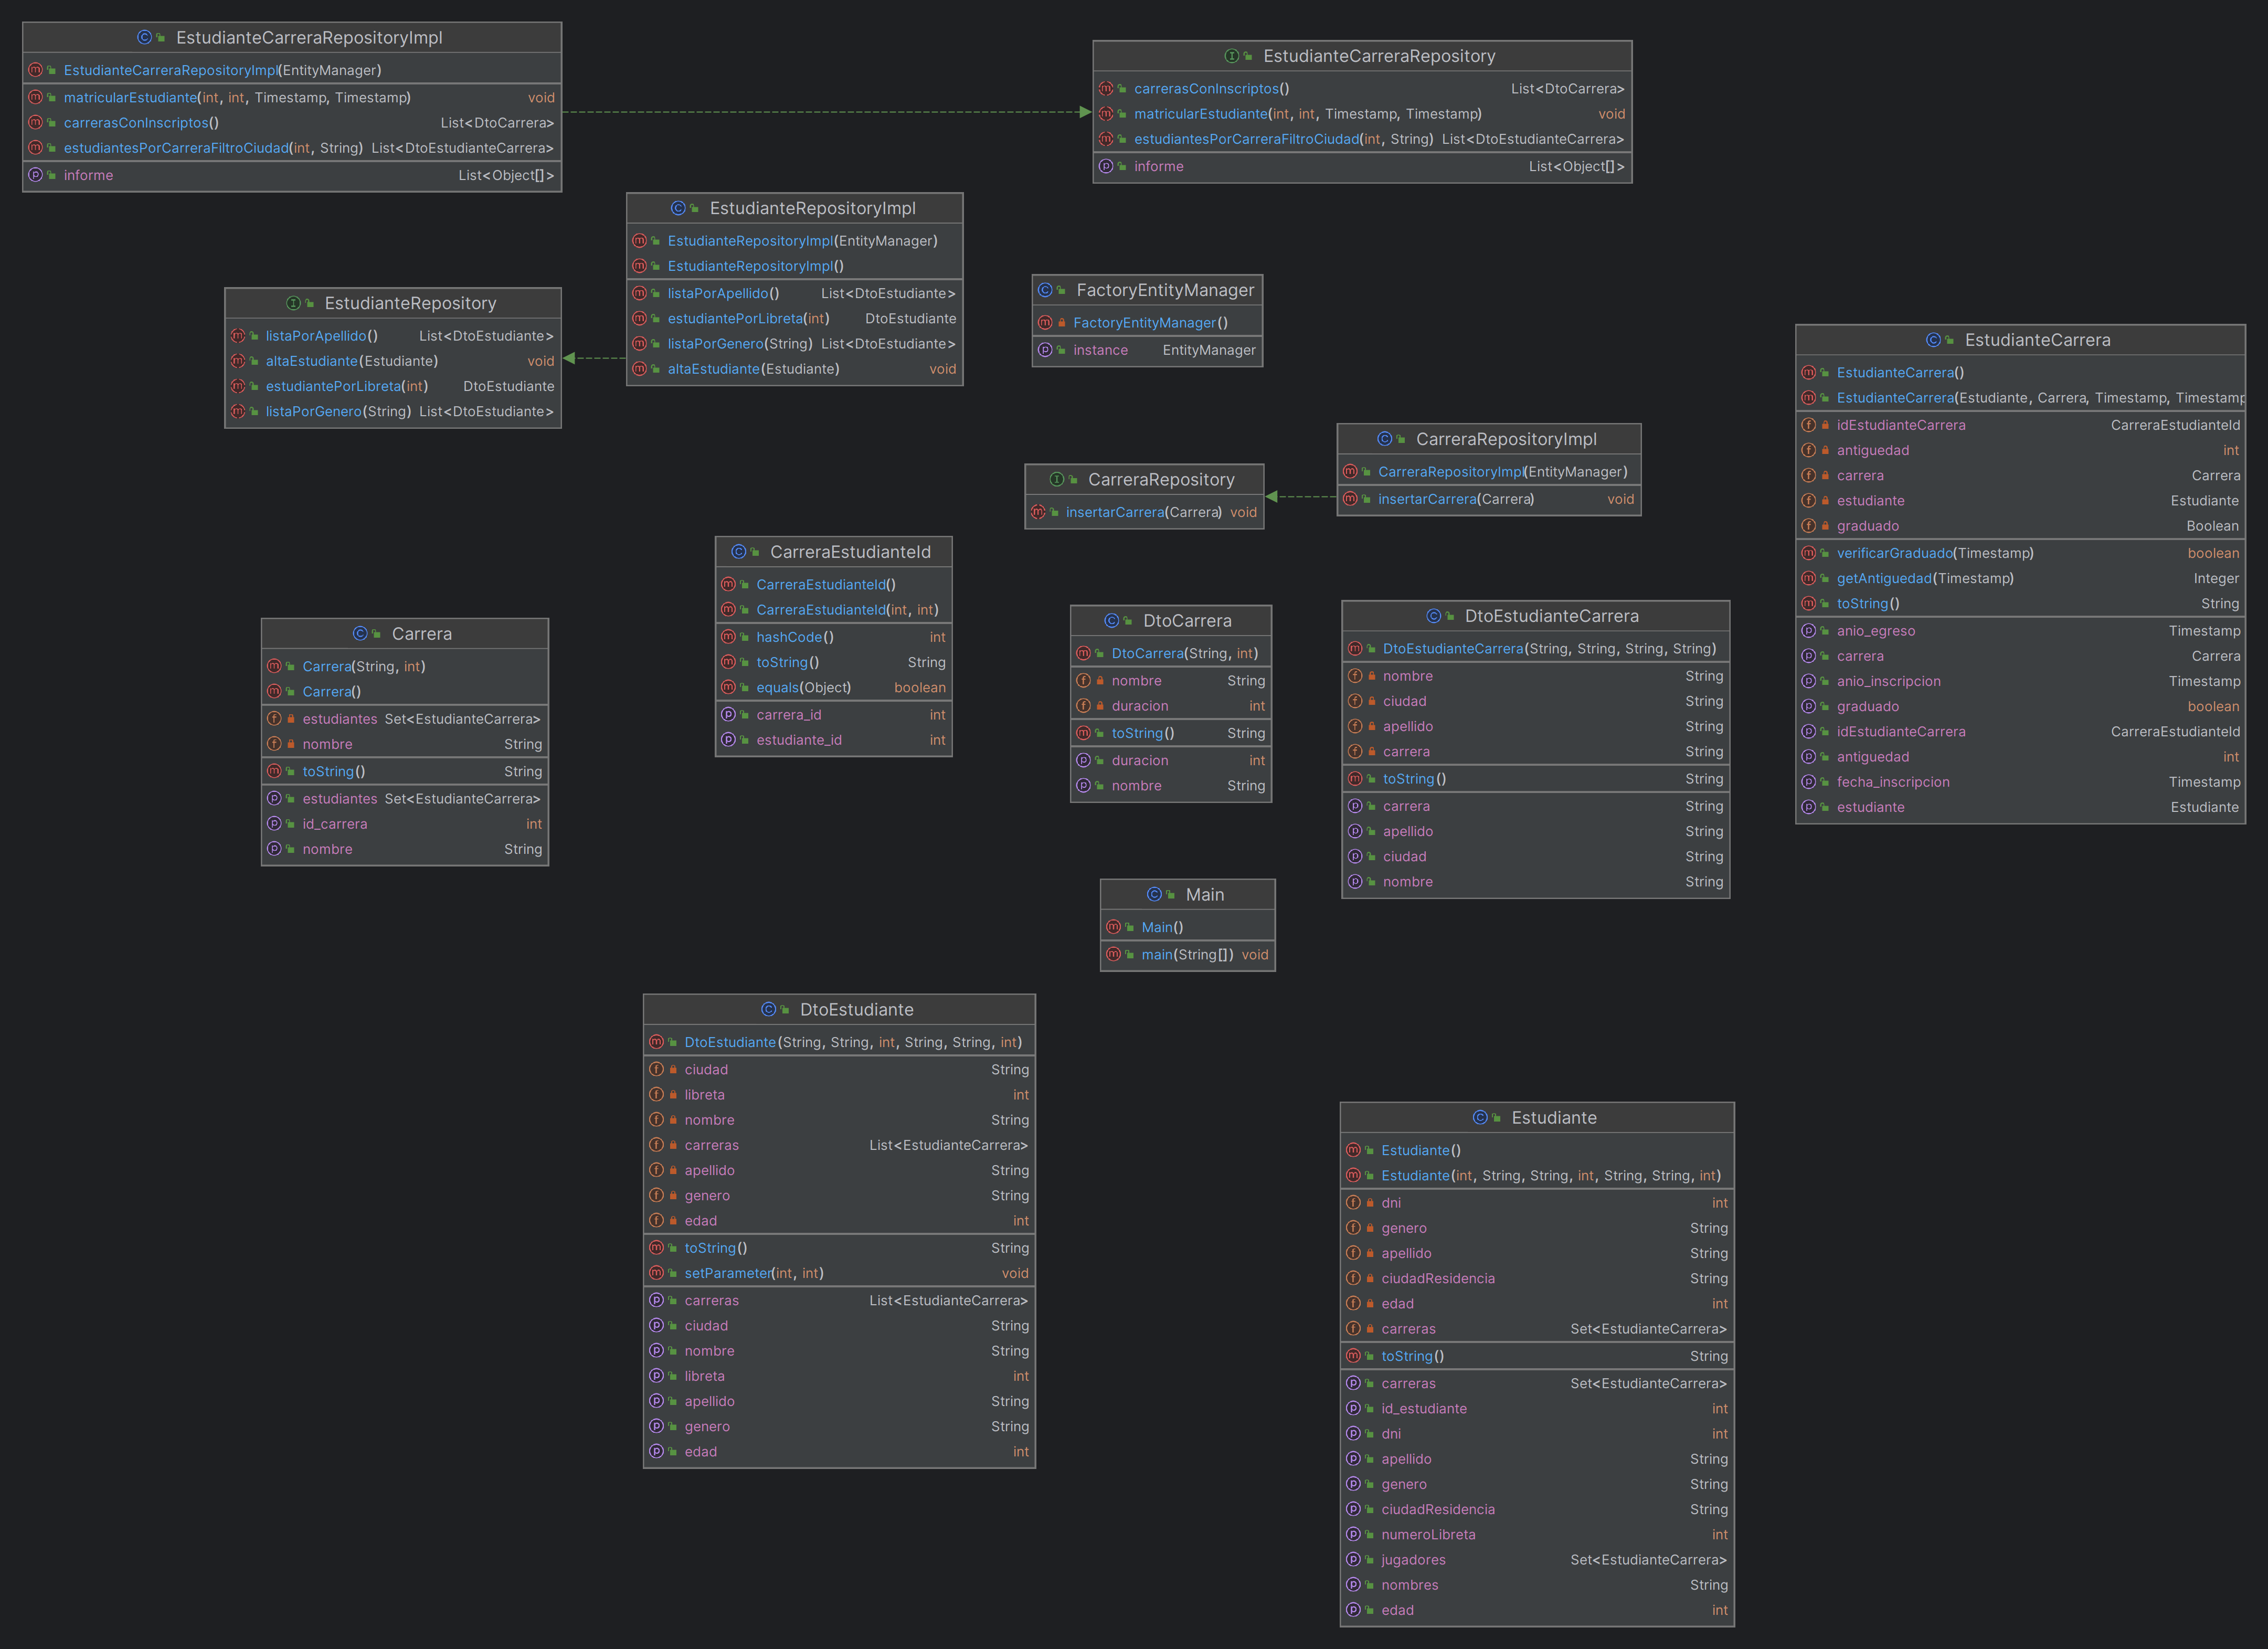 EstudianteCarreraRepositoryImpl
EstudianteCarreraRepositoryImpl(EntityManager)
matricularEstudiante(int, int, Timestamp, Timestamp) void
carrerasConInscriptos() List<DtoCarrera>
estudiantesPorCarreraFiltroCiudad(int, String) List<DtoEstudianteCarrera>
informe List<Object[]>
EstudianteCarreraRepository
carrerasConInscriptos() List<DtoCarrera>
matricularEstudiante(int, int, Timestamp, Timestamp) void
estudiantesPorCarreraFiltroCiudad(int, String) List<DtoEstudianteCarrera>
informe List<Object[]>
EstudianteRepositoryImpl
EstudianteRepositoryImpl(EntityManager)
EstudianteRepositoryImpl()
listaPorApellido() List<DtoEstudiante>
estudiantePorLibreta(int) DtoEstudiante
listaPorGenero(String) List<DtoEstudiante>
altaEstudiante(Estudiante) void
EstudianteRepository
listaPorApellido() List<DtoEstudiante>
altaEstudiante(Estudiante) void
estudiantePorLibreta(int) DtoEstudiante
listaPorGenero(String) List<DtoEstudiante>
FactoryEntityManager
FactoryEntityManager()
instance EntityManager
EstudianteCarrera
EstudianteCarrera()
EstudianteCarrera(Estudiante, Carrera, Timestamp, Timestamp
idEstudianteCarrera CarreraEstudianteId
antiguedad int
carrera Carrera
estudiante Estudiante
graduado Boolean
verificarGraduado(Timestamp) boolean
getAntiguedad(Timestamp) Integer
toString() String
anio_egreso Timestamp
carrera Carrera
anio_inscripcion Timestamp
graduado boolean
idEstudianteCarrera CarreraEstudianteId
antiguedad int
fecha_inscripcion Timestamp
estudiante Estudiante
CarreraRepositoryImpl
CarreraRepositoryImpl(EntityManager)
insertarCarrera(Carrera) void
CarreraRepository
insertarCarrera(Carrera) void
CarreraEstudianteId
CarreraEstudianteId()
CarreraEstudianteId(int, int)
hashCode() int
toString() String
equals(Object) boolean
carrera_id int
estudiante_id int
Carrera
Carrera(String, int)
Carrera()
estudiantes Set<EstudianteCarrera>
nombre String
toString() String
estudiantes Set<EstudianteCarrera>
id_carrera int
nombre String
DtoCarrera
DtoCarrera(String, int)
nombre String
duracion int
toString() String
duracion int
nombre String
DtoEstudianteCarrera
DtoEstudianteCarrera(String, String, String, String)
nombre String
ciudad String
apellido String
carrera String
toString() String
carrera String
apellido String
ciudad String
nombre String
Main
Main()
main(String[]) void
DtoEstudiante
DtoEstudiante(String, String, int, String, String, int)
ciudad String
libreta int
nombre String
carreras List<EstudianteCarrera>
apellido String
genero String
edad int
toString() String
setParameter(int, int) void
carreras List<EstudianteCarrera>
ciudad String
nombre String
libreta int
apellido String
genero String
edad int
Estudiante
Estudiante()
Estudiante(int, String, String, int, String, String, int)
dni int
genero String
apellido String
ciudadResidencia String
edad int
carreras Set<EstudianteCarrera>
toString() String
carreras Set<EstudianteCarrera>
id_estudiante int
dni int
apellido String
genero String
ciudadResidencia String
numeroLibreta int
jugadores Set<EstudianteCarrera>
nombres String
edad int